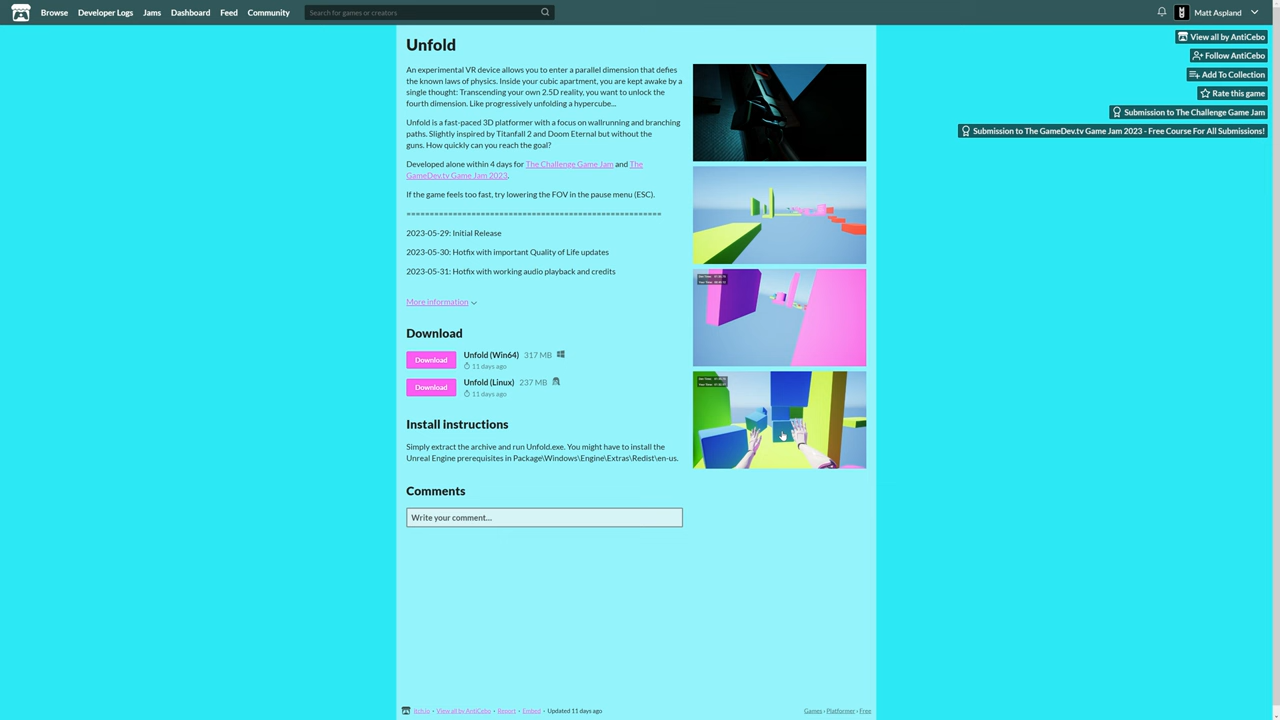 Browse Developer Logs Jams Dashboard Feed Community Search for games or creators Matt Aspland
View all by AntiCebo
Follow AntiCebo
Add To Collection
Rate this game
Submission to The Challenge Game Jam
Submission to The GameDev.tv Game Jam 2023 - Free Course For All Submissions!
Unfold
An experimental VR device allows you to enter a parallel dimension that defies
the known laws of physics. Inside your cubic apartment, you are kept awake by a
single thought: Transcending your own 2.5D reality, you want to unlock the
fourth dimension. Like progressively unfolding a hypercube...
Unfold is a fast-paced 3D platformer with a focus on wallrunning and branching
paths. Slightly inspired by Titanfall 2 and Doom Eternal but without the
guns. How quickly can you reach the goal?
Developed alone within 4 days for The Challenge Game Jam and The
GameDev.tv Game Jam 2023.
If the game feels too fast, try lowering the FOV in the pause menu (ESC).
=======================================================
2023-05-29: Initial Release
2023-05-30: Hotfix with important Quality of Life updates
2023-05-31: Hotfix with working audio playback and credits
More information
Download
Download Unfold (Win64) 317 MB
11 days ago
Download Unfold (Linux) 237 MB
11 days ago
Install instructions
Simply extract the archive and run Unfold.exe. You might have to install the
Unreal Engine prerequisites in Package\Windows\Engine\Extras\Redist\en-us.
Comments
Write your comment...
itch.io · View all by AntiCebo · Report · Embed · Updated 11 days ago
Games › Platformer › Free